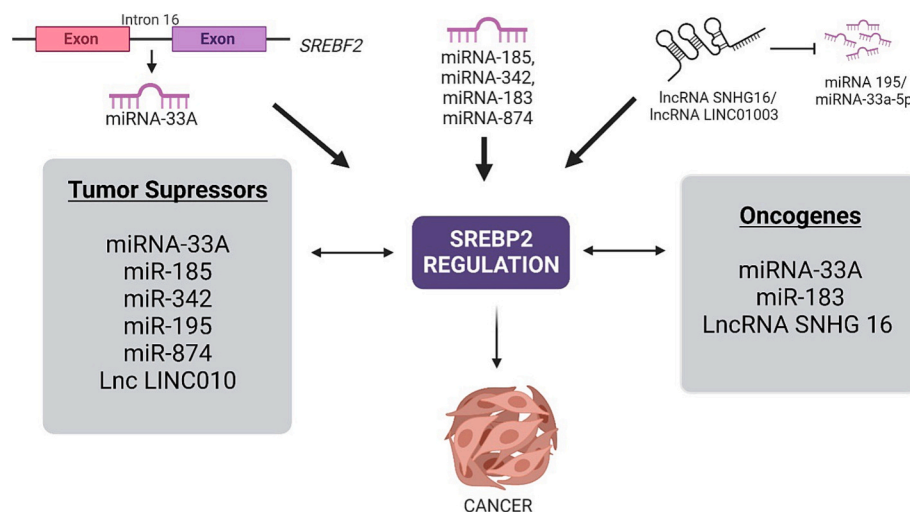 Intron 16
Exon
Exon
SREBF2
miRNA-33A
miRNA-185,
miRNA-342,
miRNA-183
miRNA-874
lncRNA SNHG16/
lncRNA LINC01003
miRNA 195/
miRNA-33a-5p
Tumor Supressors
miRNA-33A
miR-185
miR-342
miR-195
miR-874
Lnc LINC010
SREBP2
REGULATION
Oncogenes
miRNA-33A
miR-183
LncRNA SNHG 16
CANCER